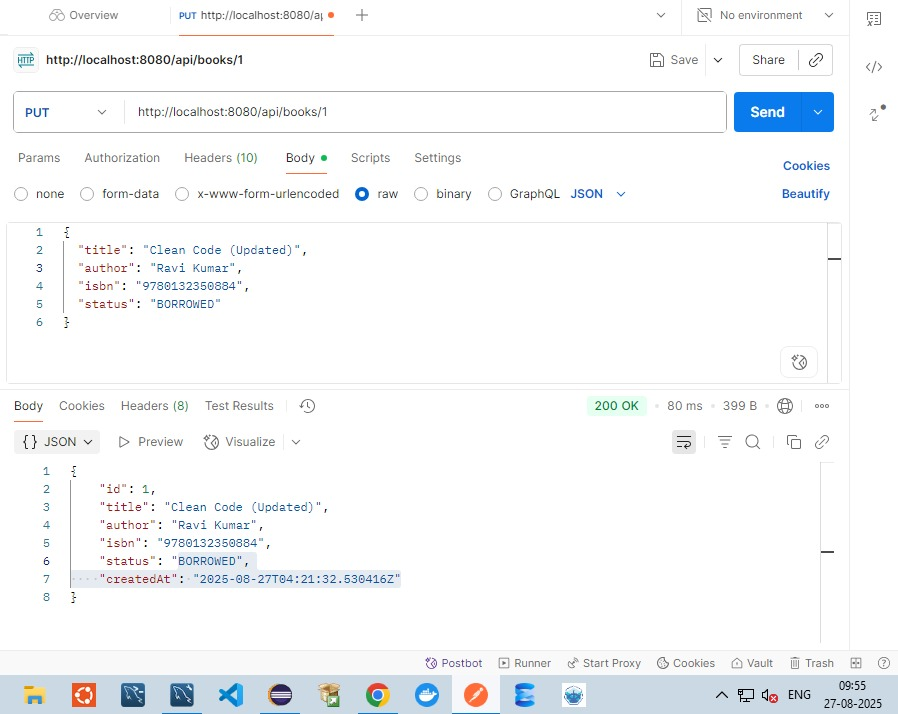 Overview
PUT http://localhost:8080/a
No environment
HTTP http://localhost:8080/api/books/1
Save
Share
PUT
http://localhost:8080/api/books/1
Send
Params Authorization Headers (10) Body Scripts Settings
Cookies
none form-data x-www-form-urlencoded raw binary GraphQL JSON
Beautify
1 {
2 "title": "Clean Code (Updated)",
3 "author": "Ravi Kumar",
4 "isbn": "9780132350884",
5 "status": "BORROWED"
6 }
Body Cookies Headers (8) Test Results
200 OK • 80 ms • 399 B •
{} JSON Preview Visualize
1 {
2 "id": 1,
3 "title": "Clean Code (Updated)",
4 "author": "Ravi Kumar",
5 "isbn": "9780132350884",
6 "status": "BORROWED",
7 "createdAt": "2025-08-27T04:21:32.530416Z"
8 }
Postbot Runner Start Proxy Cookies Vault Trash
ENG
09:55
27-08-2025